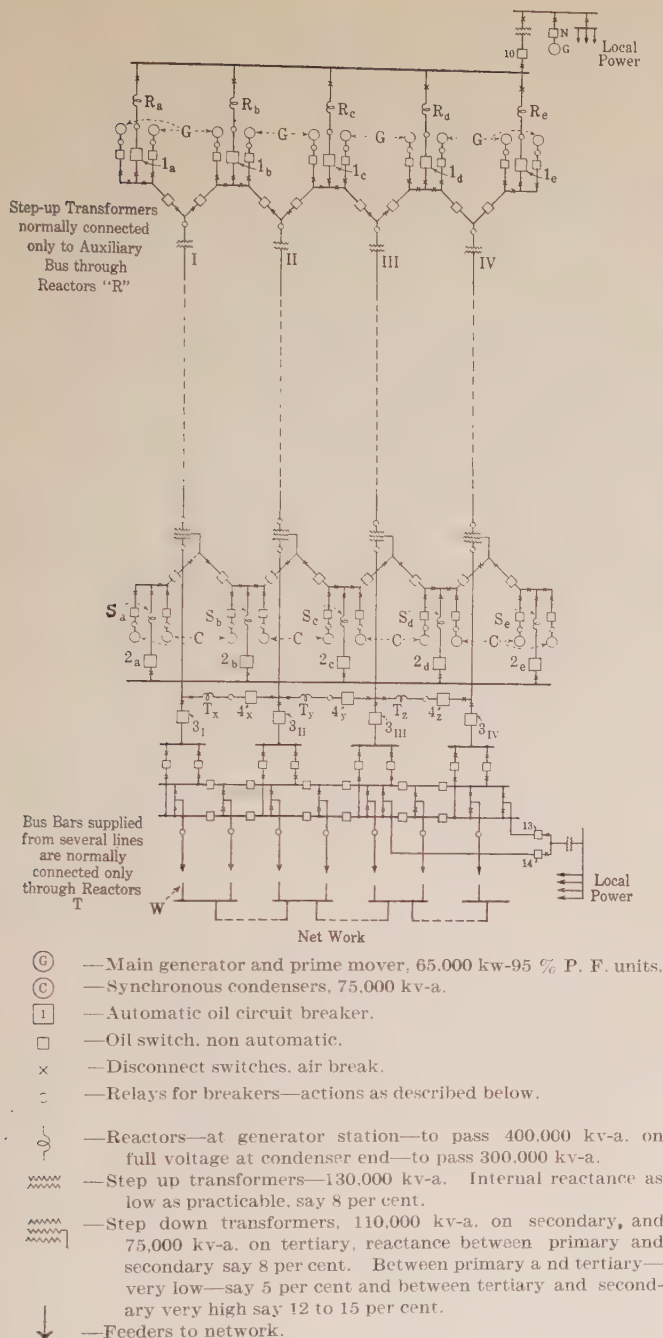 N
G
Local
Power
10
Ra
Rb
Rc
Rd
Re
G
G
G
G
1a
1b
1c
1d
1e
Step-up Transformers
normally connected
only to Auxiliary
Bus through
Reactors "R"
I
II
III
IV
Sa
Sb
Sc
Sd
Se
C
C
C
C
2a
2b
2c
2d
2e
Tx
4x
Ty
4y
Tz
4z
3I
3II
3III
3IV
Bus Bars supplied
from several lines
are normally
connected only
through Reactors
T
13
14
Local
Power
W
Net Work
G —Main generator and prime mover, 65,000 kw-95 % P. F. units.
C —Synchronous condensers, 75,000 kv-a.
1 —Automatic oil circuit breaker.
—Oil switch, non automatic.
× —Disconnect switches, air break.
—Relays for breakers—actions as described below.
—Reactors—at generator station—to pass 400,000 kv-a. on
full voltage at condenser end—to pass 300,000 kv-a.
—Step up transformers—130,000 kv-a. Internal reactance as
low as practicable, say 8 per cent.
—Step down transformers, 110,000 kv-a. on secondary, and
75,000 kv-a. on tertiary, reactance between primary and
secondary say 8 per cent. Between primary a nd tertiary—
very low—say 5 per cent and between tertiary and second-
ary very high say 12 to 15 per cent.
—Feeders to network.